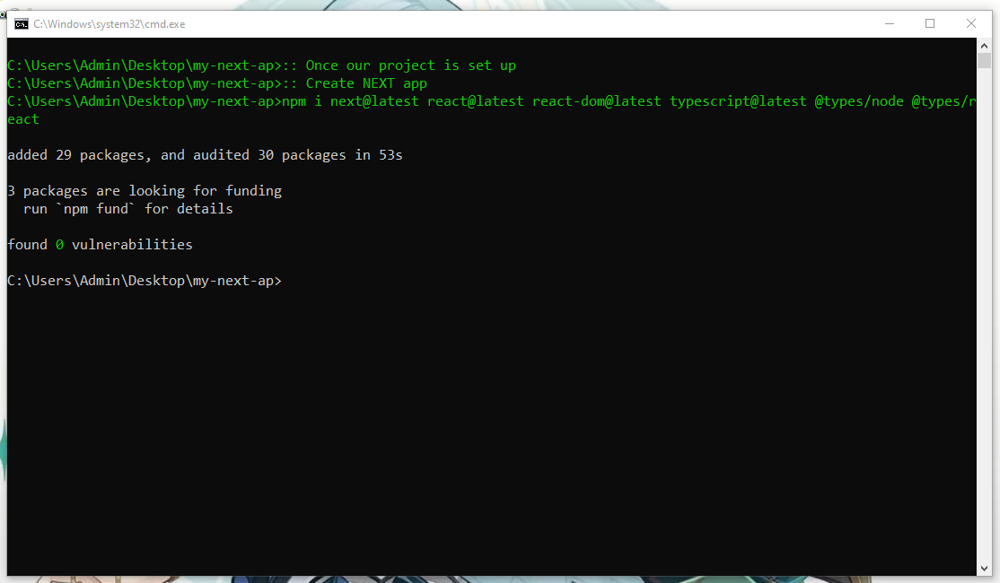 C:\Windows\system32\cmd.exe
C:\Users\Admin\Desktop\my-next-ap>:: Once our project is set up
C:\Users\Admin\Desktop\my-next-ap>:: Create NEXT app
C:\Users\Admin\Desktop\my-next-ap>npm i next@latest react@latest react-dom@latest typescript@latest @types/node @types/r
eact
added 29 packages, and audited 30 packages in 53s
3 packages are looking for funding
  run `npm fund` for details
found 0 vulnerabilities
C:\Users\Admin\Desktop\my-next-ap>